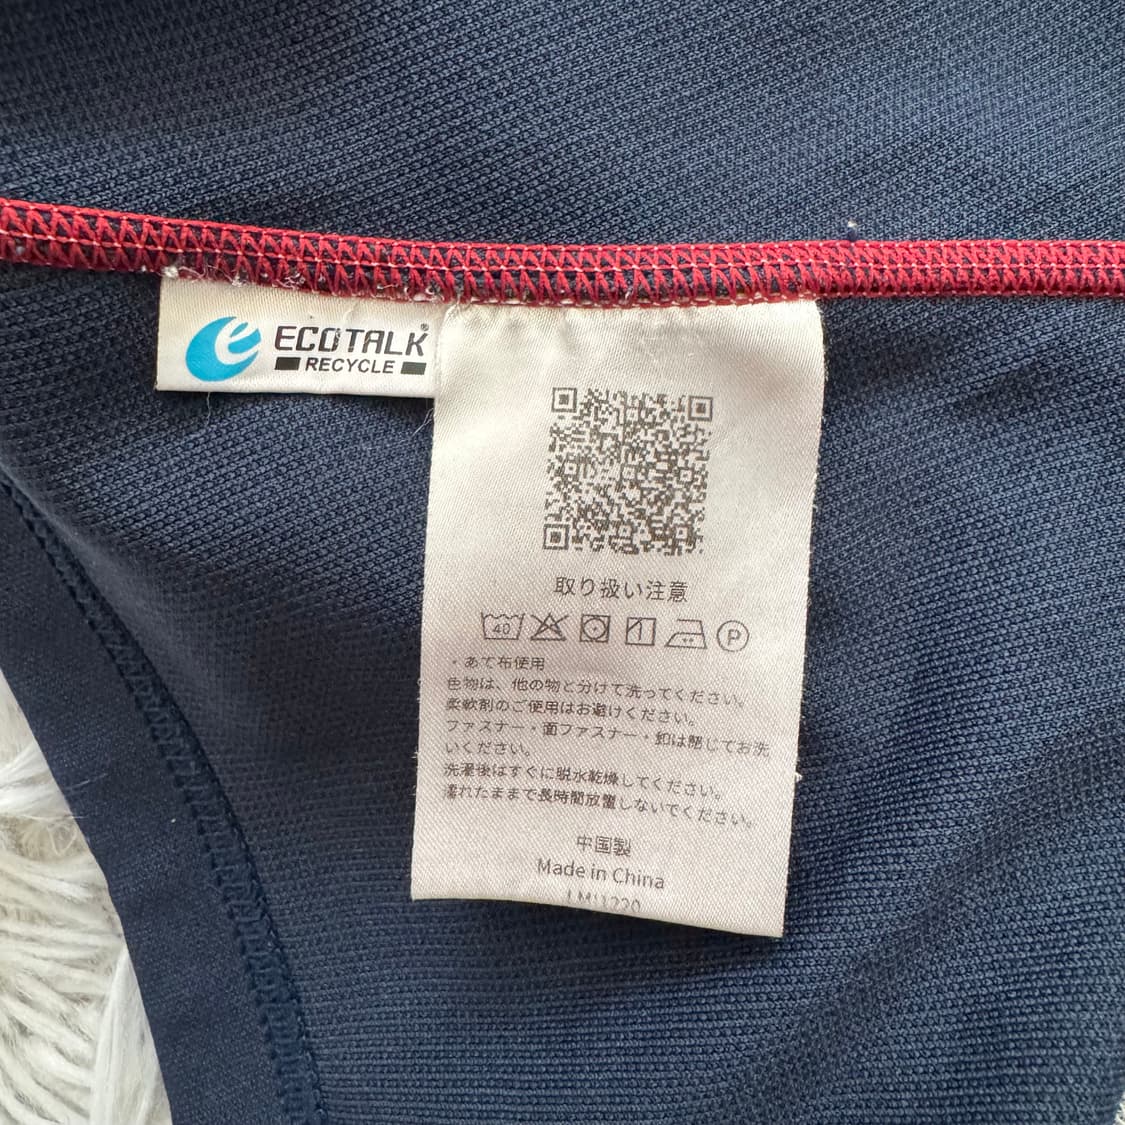 ECOTALK®
RECYCLE
取り扱い注意
40
P
・あて布使用
色物は、他の物と分けて洗ってください。
柔軟剤のご使用はお避けください。
ファスナー・面ファスナー・釦は閉じてお洗
いください。
洗濯後はすぐに脱水乾燥してください。
濡れたままで長時間放置しないでください。
中国製
Made in China